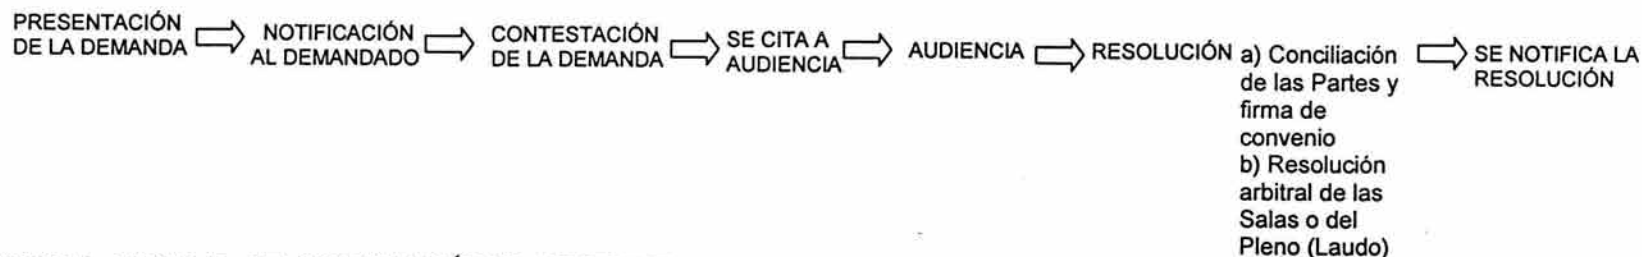 PRESENTACIÓN
DE LA DEMANDA
NOTIFICACIÓN
AL DEMANDADO
CONTESTACIÓN
DE LA DEMANDA
SE CITA A
AUDIENCIA
AUDIENCIA
RESOLUCIÓN
a) Conciliación
de las Partes y
firma de
convenio
b) Resolución
arbitral de las
Salas o del
Pleno (Laudo)
SE NOTIFICA LA
RESOLUCIÓN